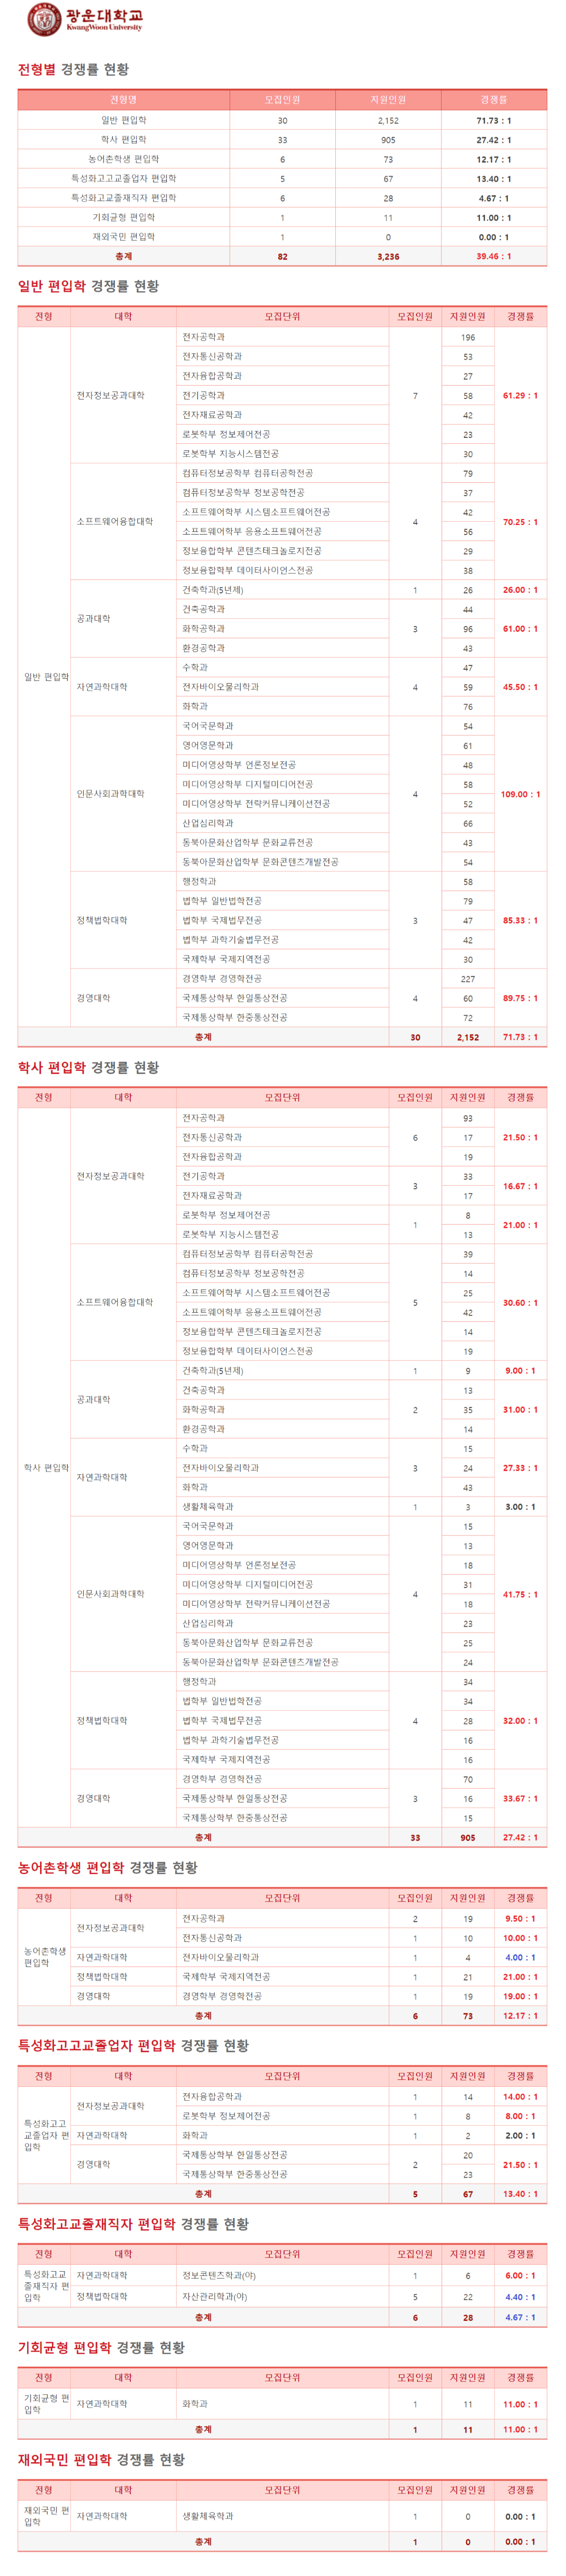 광운대학교
KwangWoon University
전형별 경쟁률 현황
전형명 모집인원 지원인원 경쟁률
일반 편입학 30 2,152 71.73 : 1
학사 편입학 33 905 27.42 : 1
농어촌학생 편입학 6 73 12.17 : 1
특성화고고교졸업자 편입학 5 67 13.40 : 1
특성화고교졸재직자 편입학 6 28 4.67 : 1
기회균형 편입학 1 11 11.00 : 1
재외국민 편입학 1 0 0.00 : 1
총계 82 3,236 39.46 : 1
일반 편입학 경쟁률 현황
전형 대학 모집단위 모집인원 지원인원 경쟁률
일반 편입학 전자정보공과대학 전자공학과 7 196 61.29 : 1
전자통신공학과 53
전자융합공학과 27
전기공학과 58
전자재료공학과 42
로봇학부 정보제어전공 23
로봇학부 지능시스템전공 30
소프트웨어융합대학 컴퓨터정보공학부 컴퓨터공학전공 4 79 70.25 : 1
컴퓨터정보공학부 정보공학전공 37
소프트웨어학부 시스템소프트웨어전공 42
소프트웨어학부 응용소프트웨어전공 56
정보융합학부 콘텐츠테크놀로지전공 29
정보융합학부 데이터사이언스전공 38
공과대학 건축학과(5년제) 1 26 26.00 : 1
건축공학과 3 44 61.00 : 1
화학공학과 96
환경공학과 43
자연과학대학 수학과 4 47 45.50 : 1
전자바이오물리학과 59
화학과 76
인문사회과학대학 국어국문학과 4 54 109.00 : 1
영어영문학과 61
미디어영상학부 언론정보전공 48
미디어영상학부 디지털미디어전공 58
미디어영상학부 전략커뮤니케이션전공 52
산업심리학과 66
동북아문화산업학부 문화교류전공 43
동북아문화산업학부 문화콘텐츠개발전공 54
정책법학대학 행정학과 3 58 85.33 : 1
법학부 일반법학전공 79
법학부 국제법무전공 47
법학부 과학기술법무전공 42
국제학부 국제지역전공 30
경영대학 경영학부 경영학전공 4 227 89.75 : 1
국제통상학부 한일통상전공 60
국제통상학부 한중통상전공 72
총계 30 2,152 71.73 : 1
학사 편입학 경쟁률 현황
전형 대학 모집단위 모집인원 지원인원 경쟁률
학사 편입학 전자정보공과대학 전자공학과 6 93 21.50 : 1
전자통신공학과 17
전자융합공학과 19
전기공학과 3 33 16.67 : 1
전자재료공학과 17
로봇학부 정보제어전공 1 8 21.00 : 1
로봇학부 지능시스템전공 13
소프트웨어융합대학 컴퓨터정보공학부 컴퓨터공학전공 5 39 30.60 : 1
컴퓨터정보공학부 정보공학전공 14
소프트웨어학부 시스템소프트웨어전공 25
소프트웨어학부 응용소프트웨어전공 42
정보융합학부 콘텐츠테크놀로지전공 14
정보융합학부 데이터사이언스전공 19
공과대학 건축학과(5년제) 1 9 9.00 : 1
건축공학과 2 13 31.00 : 1
화학공학과 35
환경공학과 14
자연과학대학 수학과 3 15 27.33 : 1
전자바이오물리학과 24
화학과 43
생활체육학과 1 3 3.00 : 1
인문사회과학대학 국어국문학과 4 15 41.75 : 1
영어영문학과 13
미디어영상학부 언론정보전공 18
미디어영상학부 디지털미디어전공 31
미디어영상학부 전략커뮤니케이션전공 18
산업심리학과 23
동북아문화산업학부 문화교류전공 25
동북아문화산업학부 문화콘텐츠개발전공 24
정책법학대학 행정학과 4 34 32.00 : 1
법학부 일반법학전공 34
법학부 국제법무전공 28
법학부 과학기술법무전공 16
국제학부 국제지역전공 16
경영대학 경영학부 경영학전공 3 70 33.67 : 1
국제통상학부 한일통상전공 16
국제통상학부 한중통상전공 15
총계 33 905 27.42 : 1
농어촌학생 편입학 경쟁률 현황
전형 대학 모집단위 모집인원 지원인원 경쟁률
농어촌학생 편입학 전자정보공과대학 전자공학과 2 19 9.50 : 1
전자통신공학과 1 10 10.00 : 1
자연과학대학 전자바이오물리학과 1 4 4.00 : 1
정책법학대학 국제학부 국제지역전공 1 21 21.00 : 1
경영대학 경영학부 경영학전공 1 19 19.00 : 1
총계 6 73 12.17 : 1
특성화고고교졸업자 편입학 경쟁률 현황
전형 대학 모집단위 모집인원 지원인원 경쟁률
특성화고고교졸업자 편입학 전자정보공과대학 전자융합공학과 1 14 14.00 : 1
로봇학부 정보제어전공 1 8 8.00 : 1
자연과학대학 화학과 1 2 2.00 : 1
경영대학 국제통상학부 한일통상전공 2 20 21.50 : 1
국제통상학부 한중통상전공 23
총계 5 67 13.40 : 1
특성화고교졸재직자 편입학 경쟁률 현황
전형 대학 모집단위 모집인원 지원인원 경쟁률
특성화고교졸재직자 편입학 자연과학대학 정보콘텐츠학과(야) 1 6 6.00 : 1
정책법학대학 자산관리학과(야) 5 22 4.40 : 1
총계 6 28 4.67 : 1
기회균형 편입학 경쟁률 현황
전형 대학 모집단위 모집인원 지원인원 경쟁률
기회균형 편입학 자연과학대학 화학과 1 11 11.00 : 1
총계 1 11 11.00 : 1
재외국민 편입학 경쟁률 현황
전형 대학 모집단위 모집인원 지원인원 경쟁률
재외국민 편입학 자연과학대학 생활체육학과 1 0 0.00 : 1
총계 1 0 0.00 : 1